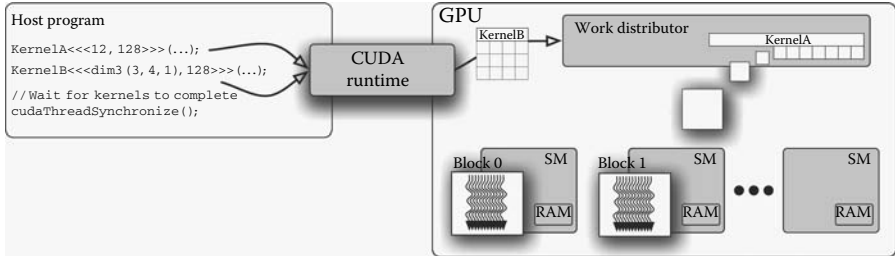 Host program
KernelA<<<12, 128>>>(...);
KernelB<<<dim3(3, 4, 1), 128>>>(...);
//Wait for kernels to complete
cudaThreadSynchronize();
CUDA
runtime
GPU
KernelB
Work distributor
KernelA
Block 0
SM
RAM
Block 1
SM
RAM
SM
RAM